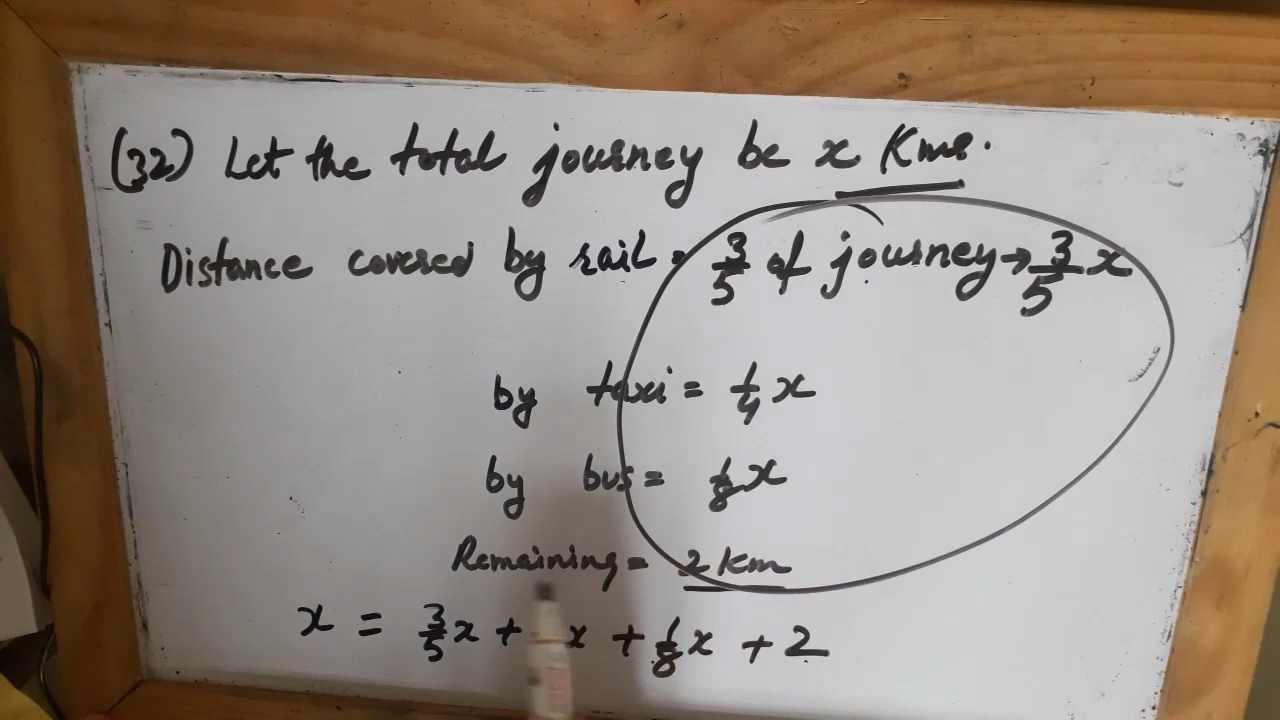 (32) Let the total journey be x Kms.
Distance covered by rail = 3/5 of journey → 3/5 x
by taxi = 1/4 x
by bus = 1/8 x
Remaining = 2 Km
x = 3/5 x + x + 1/8 x + 2